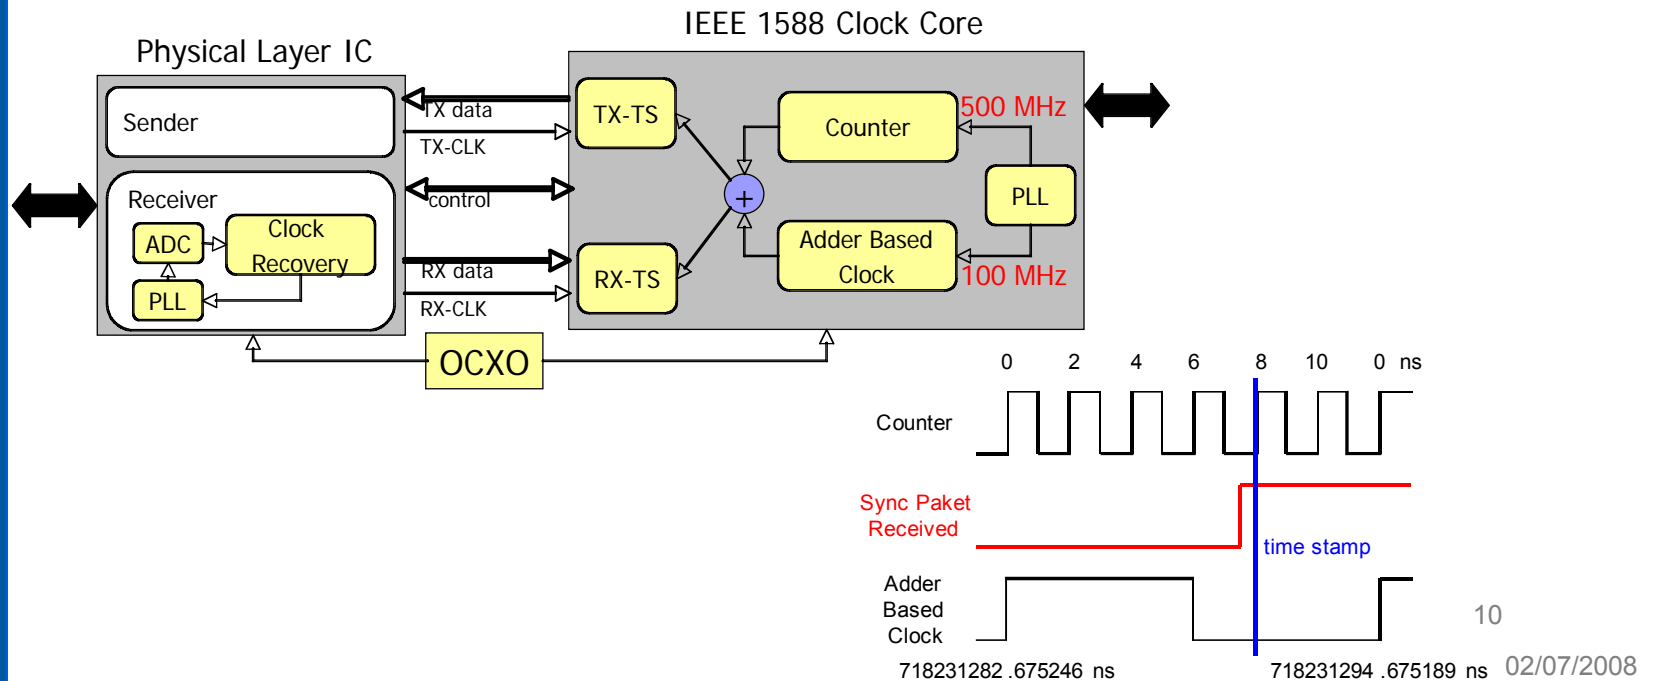 IEEE 1588 Clock Core
Physical Layer IC
Sender
TX data
TX-CLK
TX-TS
Counter
500 MHz
control
PLL
Receiver
ADC
Clock
Recovery
PLL
RX data
RX-CLK
RX-TS
Adder Based
Clock
100 MHz
+
OCXO
0 2 4 6 8 10 0 ns
Counter
Sync Paket
Received
time stamp
Adder
Based
Clock
718231282 .675246 ns 718231294 .675189 ns
10
02/07/2008